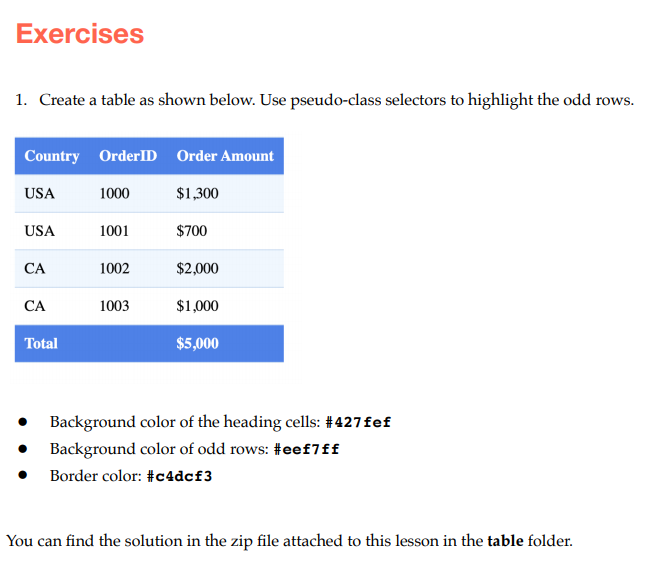 Exercises
1. Create a table as shown below. Use pseudo-class selectors to highlight the odd rows.
Country OrderID Order Amount
USA 1000 $1,300
USA 1001 $700
CA 1002 $2,000
CA 1003 $1,000
Total $5,000
● Background color of the heading cells: #427fef
● Background color of odd rows: #eef7ff
● Border color: #c4dcf3
You can find the solution in the zip file attached to this lesson in the table folder.